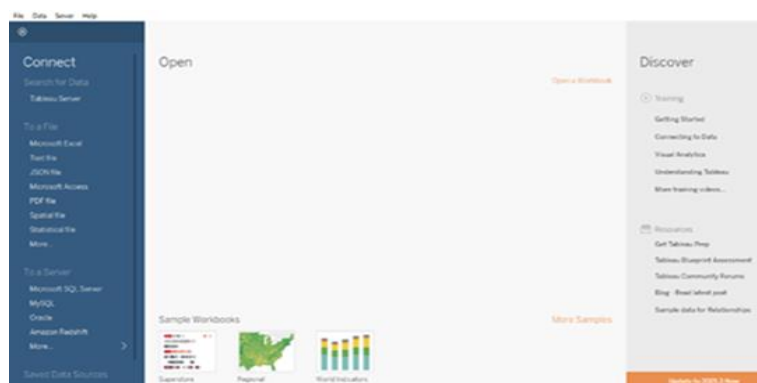 File Data Server Help
Connect
Search for Data
Tableau Server
To a File
Microsoft Excel
Text file
JSON file
Microsoft Access
PDF file
Spatial file
Statistical file
More...
To a Server
Microsoft SQL Server
MySQL
Oracle
Amazon Redshift
More... >
Saved Data Sources
Open
Open a Workbook
Sample Workbooks
More Samples
Superstore
Regional
World Indicators
Discover
Training
Getting Started
Connecting to Data
Visual Analytics
Understanding Tableau
More training videos...
Resources
Get Tableau Prep
Tableau Blueprint Assessment
Tableau Community Forums
Blog - Read latest post
Sample data for Relationships
Update to Now